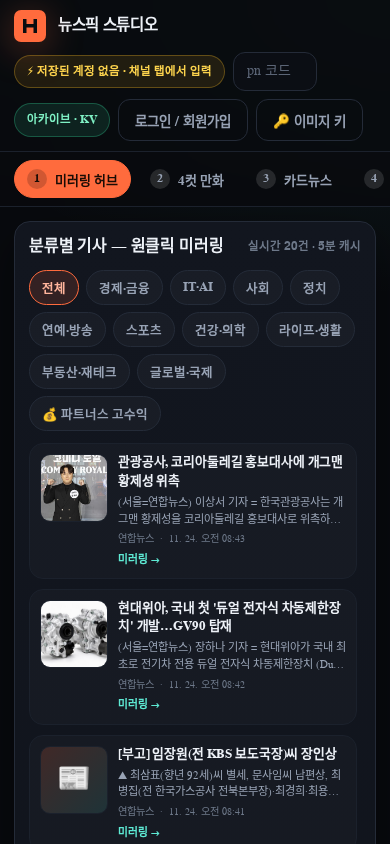 H 뉴스픽 스튜디오
⚡ 저장된 계정 없음 · 채널 탭에서 입력
pn 코드
아카이브 · KV
로그인 / 회원가입
🔑 이미지 키
1 미러링 허브
2 4컷 만화
3 카드뉴스
4
분류별 기사 — 원클릭 미러링
실시간 20건 · 5분 캐시
전체
경제·금융
IT·AI
사회
정치
연예·방송
스포츠
건강·의학
라이프·생활
부동산·재테크
글로벌·국제
💰 파트너스 고수익
코미디 로얄
COMEDY ROYAL
관광공사, 코리아둘레길 홍보대사에 개그맨
황제성 위촉
(서울=연합뉴스) 이상서 기자 = 한국관광공사는 개
그맨 황제성을 코리아둘레길 홍보대사로 위촉하…
연합뉴스 · 11. 24. 오전 08:43
미러링 →
현대위아, 국내 첫 '듀얼 전자식 차동제한장
치' 개발…GV90 탑재
(서울=연합뉴스) 장하나 기자 = 현대위아가 국내 최
초로 전기차 전용 듀얼 전자식 차동제한장치 (Du…
연합뉴스 · 11. 24. 오전 08:42
미러링 →
[부고] 임장원(전 KBS 보도국장)씨 장인상
▲ 최삼표(향년 92세)씨 별세, 문사임씨 남편상, 최
병집(전 한국가스공사 전북본부장)·최경희·최용…
연합뉴스 · 11. 24. 오전 08:41
미러링 →